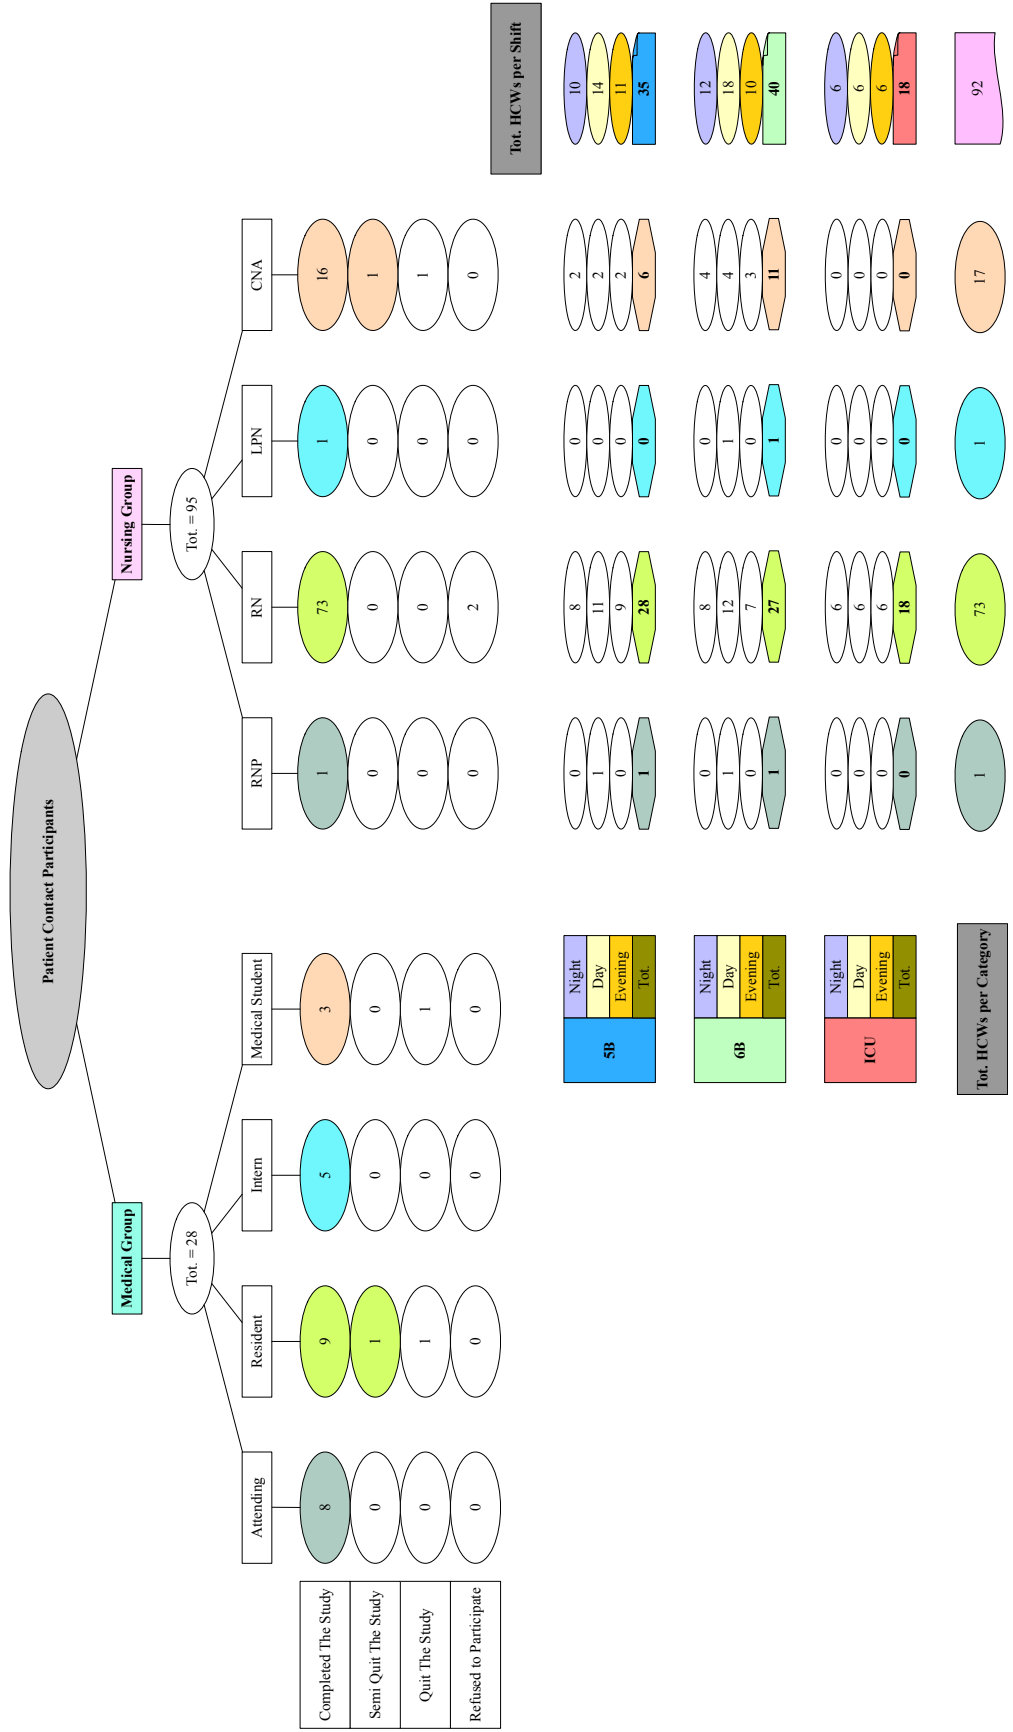 Patient Contact Participants
Medical Group
Nursing Group
Tot. = 28
Tot. = 95
Attending
Resident
Intern
Medical Student
RNP
RN
LPN
CNA
Completed The Study
8
9
5
3
1
73
1
16
Semi Quit The Study
0
1
0
0
0
0
0
1
Quit The Study
0
1
0
1
0
0
0
1
Refused to Participate
0
0
0
0
0
2
0
0
Tot. HCWs per Shift
5B
Night
0
8
0
2
10
Day
1
11
0
2
14
Evening
0
9
0
2
11
Tot.
1
28
0
6
35
6B
Night
0
8
0
4
12
Day
1
12
1
4
18
Evening
0
7
0
3
10
Tot.
1
27
1
11
40
ICU
Night
0
6
0
0
6
Day
0
6
0
0
6
Evening
0
6
0
0
6
Tot.
0
18
0
0
18
Tot. HCWs per Category
1
73
1
17
92